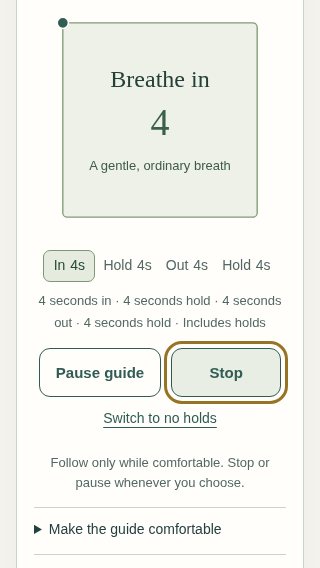 Breathe in
4
A gentle, ordinary breath
In 4s Hold 4s Out 4s Hold 4s
4 seconds in · 4 seconds hold · 4 seconds
out · 4 seconds hold · Includes holds
Pause guide Stop
Switch to no holds
Follow only while comfortable. Stop or
pause whenever you choose.
Make the guide comfortable